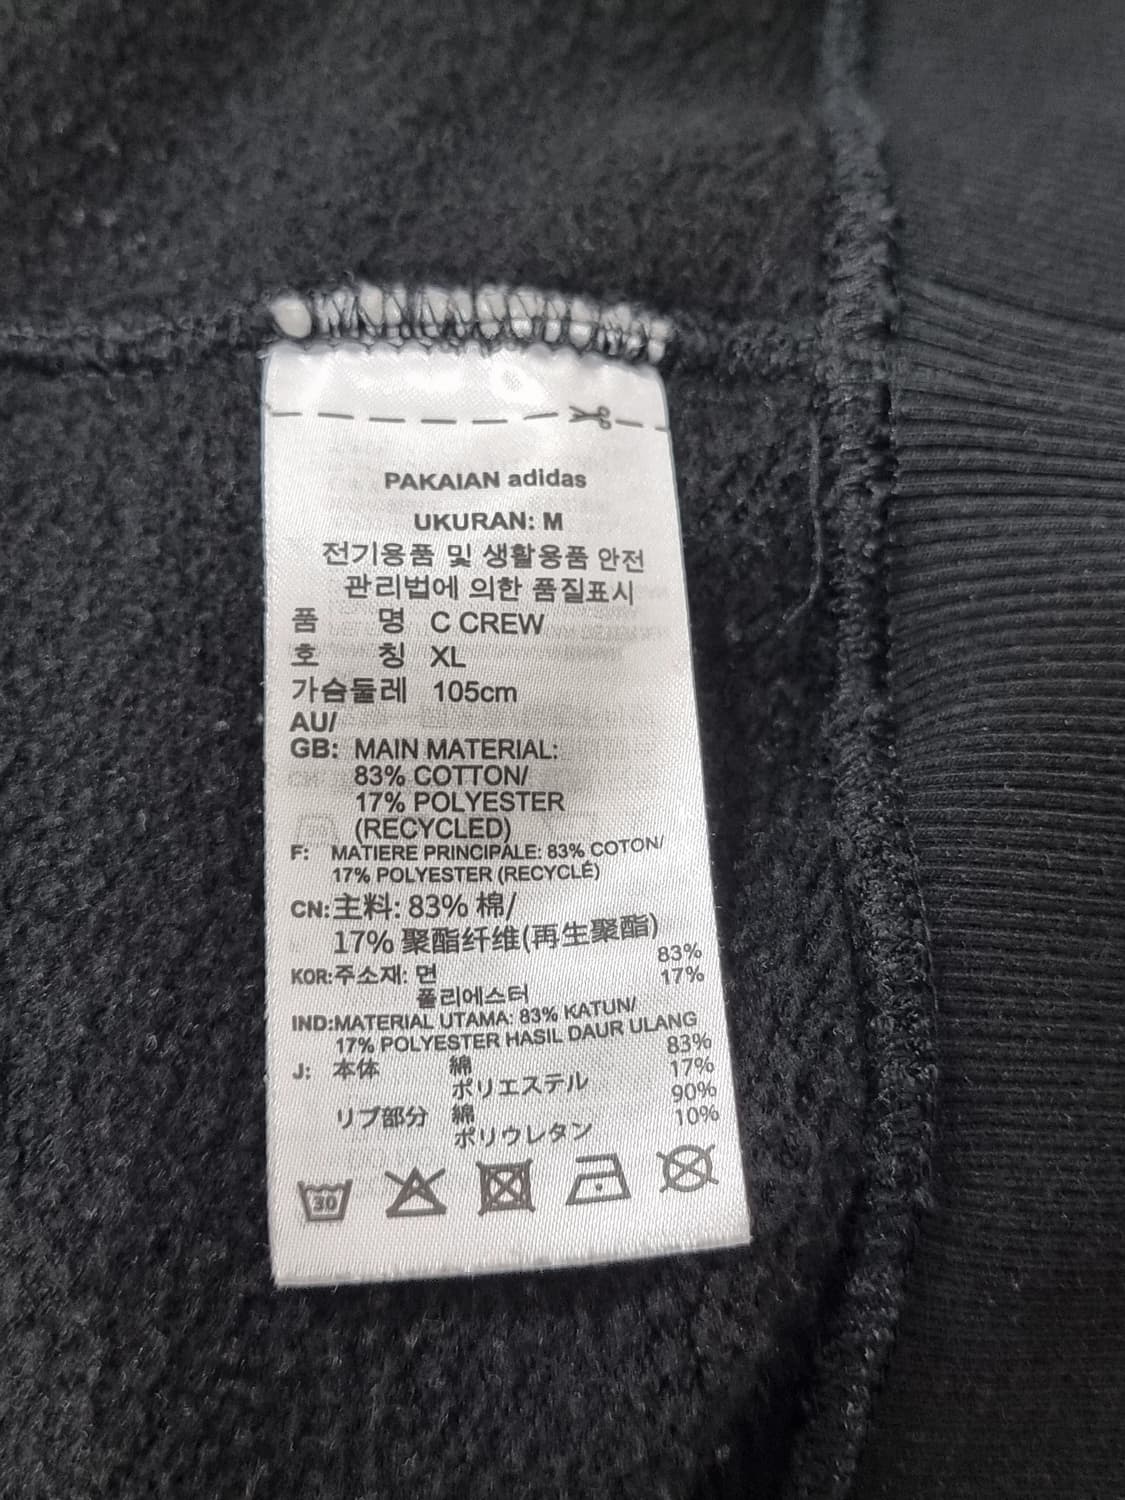 PAKAIAN adidas
UKURAN: M
전기용품 및 생활용품 안전
관리법에 의한 품질표시
품 명 C CREW
호 칭 XL
가슴둘레 105cm
AU/
GB: MAIN MATERIAL:
83% COTTON/
17% POLYESTER
(RECYCLED)
F: MATIERE PRINCIPALE: 83% COTON/
17% POLYESTER (RECYCLÉ)
CN: 主料: 83% 棉/
17% 聚酯纤维(再生聚酯)
KOR: 주소재: 면 83%
폴리에스터 17%
IND: MATERIAL UTAMA: 83% KATUN/
17% POLYESTER HASIL DAUR ULANG
J: 本体 綿 83%
ポリエステル 17%
リブ部分 綿 90%
ポリウレタン 10%
30